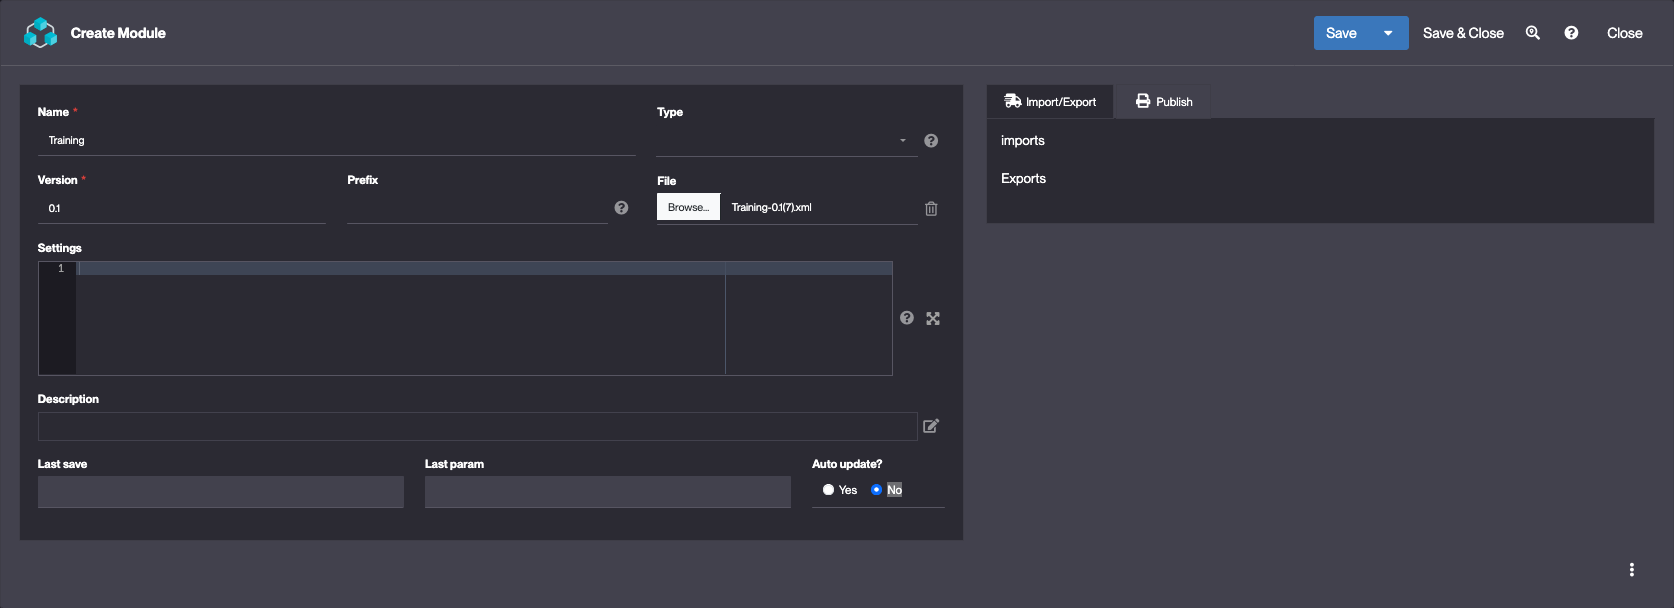 Create Module
Save
Save & Close
Close
Name *
Training
Type
Version *
0.1
Prefix
File
Browse...
Training-0.1(7).xml
Settings
1
Description
Last save
Last param
Auto update?
Yes
No
Import/Export
Publish
imports
Exports